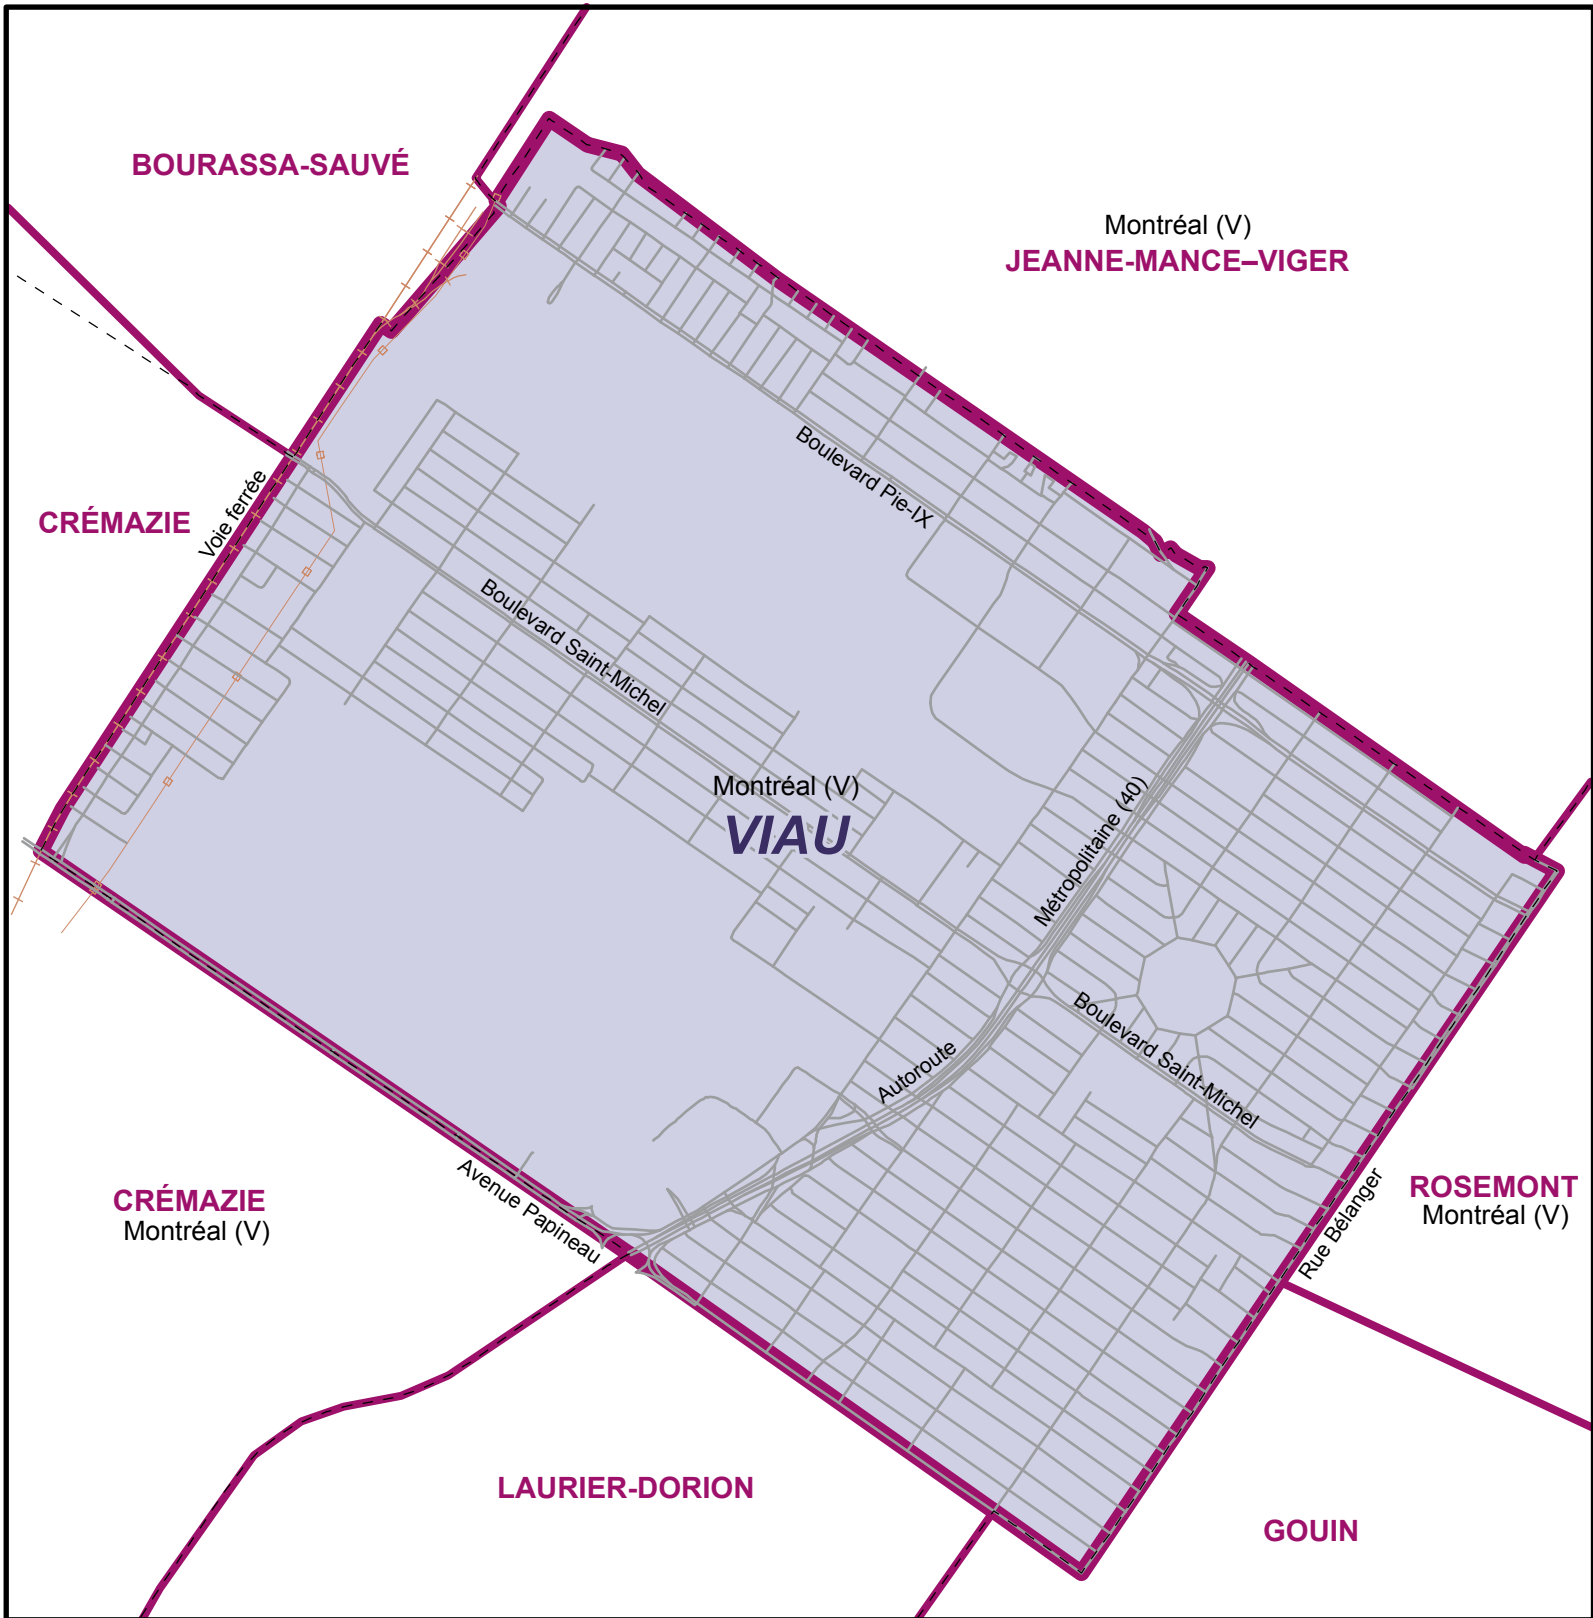 BOURASSA-SAUVÉ
Montréal (V)
JEANNE-MANCE–VIGER
Boulevard Pie-IX
CRÉMAZIE
Voie ferrée
Boulevard Saint-Michel
Montréal (V)
VIAU
Métropolitaine (40)
Autoroute
Boulevard Saint-Michel
Avenue Papineau
CRÉMAZIE
Montréal (V)
Rue Bélanger
ROSEMONT
Montréal (V)
LAURIER-DORION
GOUIN